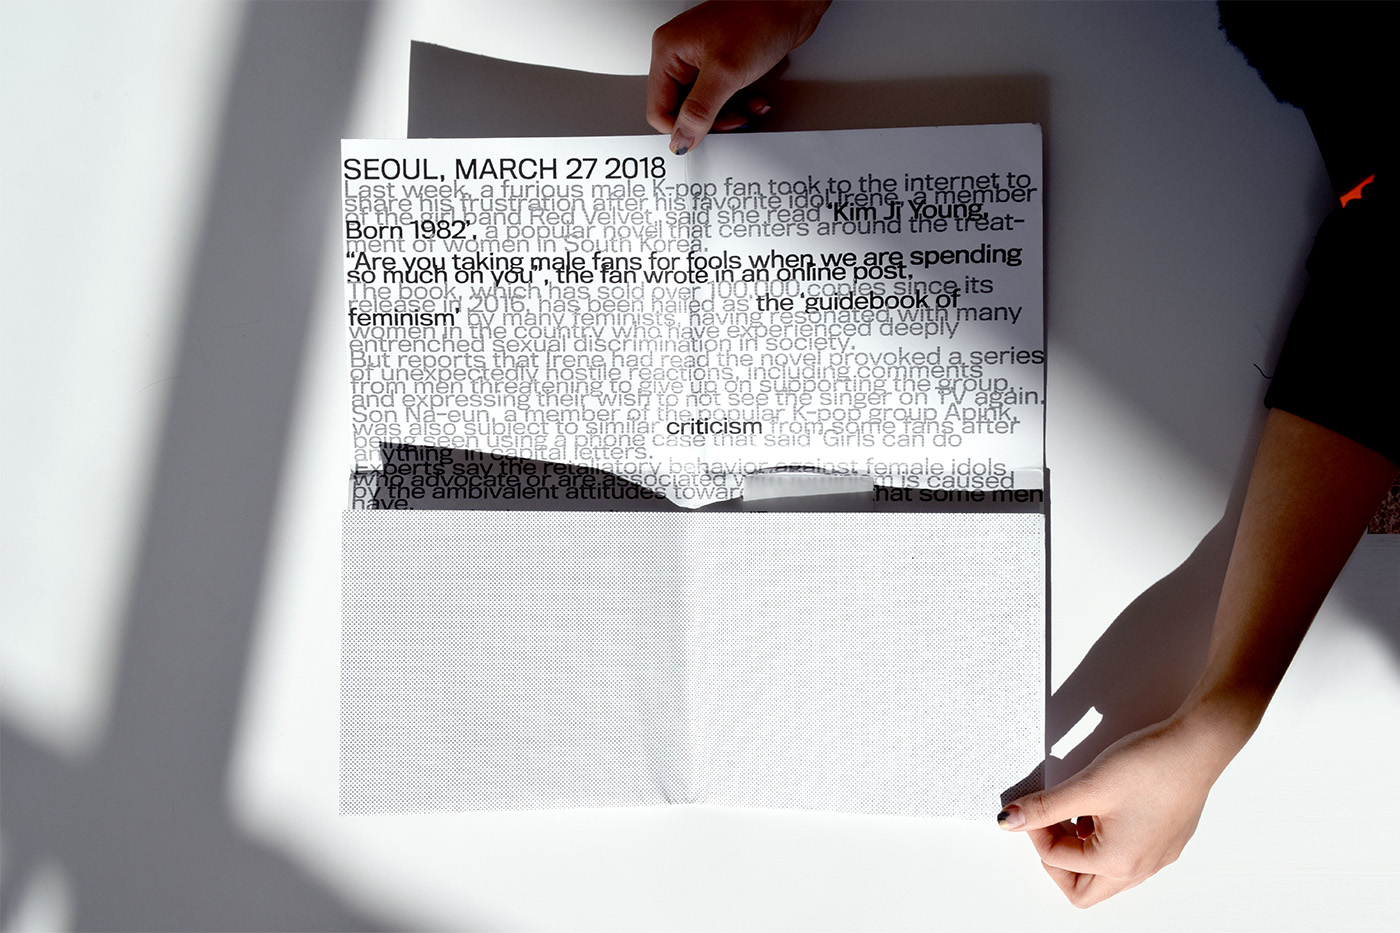 SEOUL, MARCH 27 2018
Last week, a furious male K-pop fan took to the internet to
share his frustration after his favorite idol Irene, a member
of the girl band Red Velvet, said she read ‘Kim Ji Young,
Born 1982’, a popular novel that centers around the treat-
ment of women in South Korea.
“Are you taking male fans for fools when we are spending
so much on you”, the fan wrote in an online post.
The book, which has sold over 100,000 copies since its
release in 2016, has been hailed as the ‘guidebook of
feminism’ by many feminists, having resonated with many
women in the country who have experienced deeply
entrenched sexual discrimination in society.
But reports that Irene had read the novel provoked a series
of unexpectedly hostile reactions, including comments
from men threatening to give up on supporting the group,
and expressing their wish to not see the singer on TV again.
Son Na-eun, a member of the popular K-pop group Apink,
was also subject to similar criticism from some fans after
being seen using a phone case that said ‘Girls can do
anything’ in capital letters.
Experts say the retaliatory behavior against female idols,
who advocate or are associated is caused
by the ambivalent attitudes toward that some men
have.